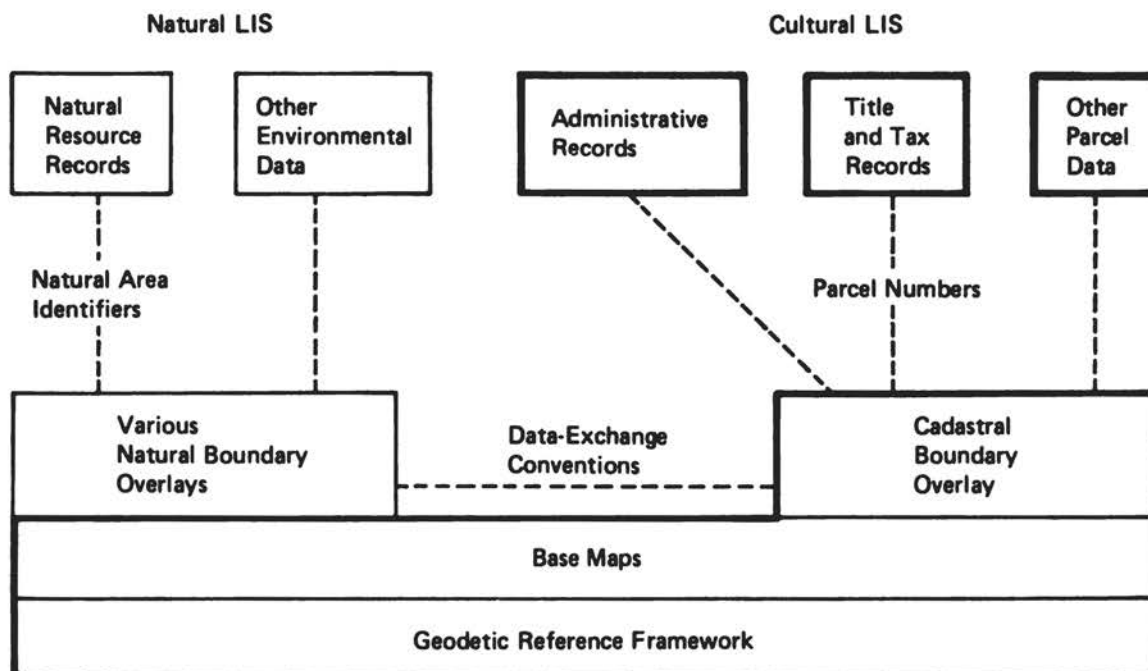 Natural LIS
Cultural LIS
Natural
Resource
Records
Other
Environmental
Data
Administrative
Records
Title
and Tax
Records
Other
Parcel
Data
Natural Area
Identifiers
Parcel Numbers
Various
Natural Boundary
Overlays
Data-Exchange
Conventions
Cadastral
Boundary
Overlay
Base Maps
Geodetic Reference Framework